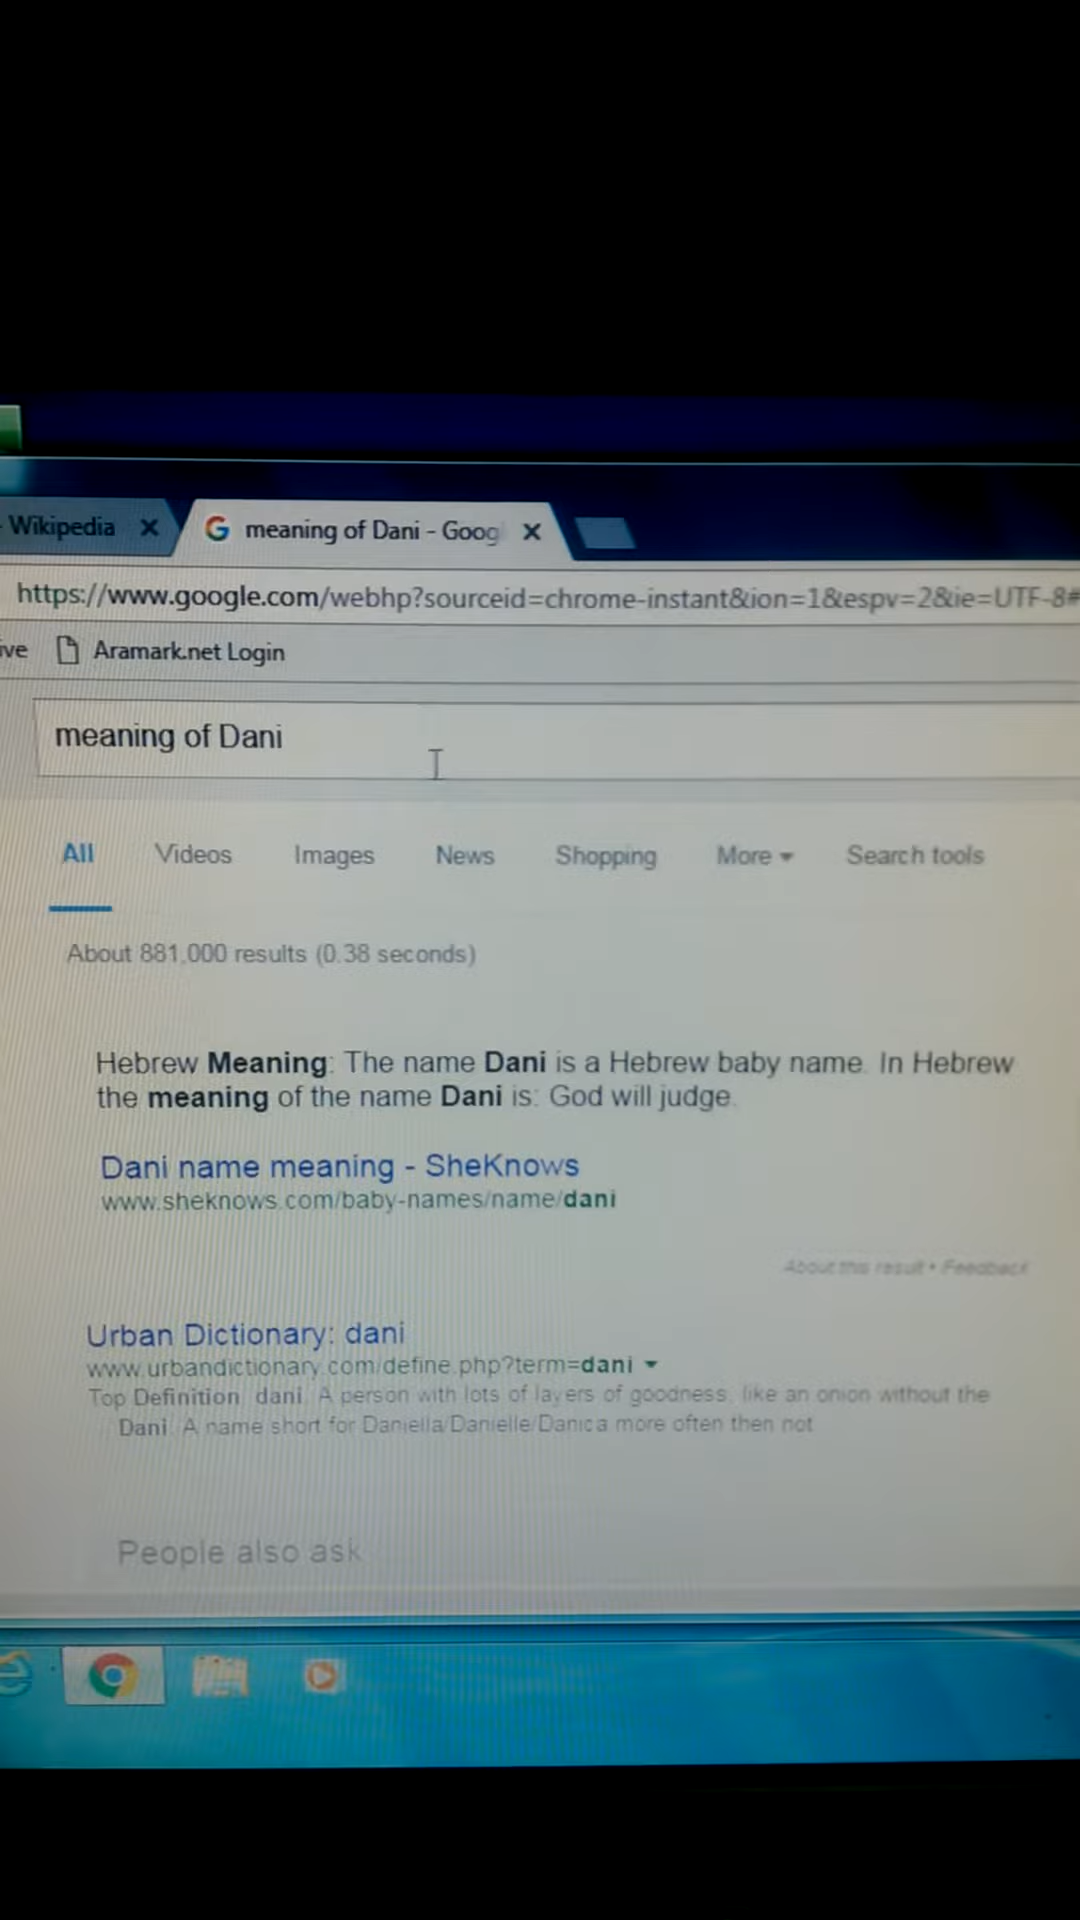 Wikipedia
meaning of Dani - Goog
https://www.google.com/webhp?sourceid=chrome-instant&ion=1&espv=2&ie=UTF-8#
ive Aramark.net Login
meaning of Dani
All Videos Images News Shopping More Search tools
About 881,000 results (0.38 seconds)
Hebrew Meaning: The name Dani is a Hebrew baby name. In Hebrew
the meaning of the name Dani is: God will judge.
Dani name meaning - SheKnows
www.sheknows.com/baby-names/name/dani
About this result • Feedback
Urban Dictionary: dani
www.urbandictionary.com/define.php?term=dani
Top Definition. dani. A person with lots of layers of goodness, like an onion without the
Dani. A name short for Daniella/Danielle/Danica more often then not
People also ask